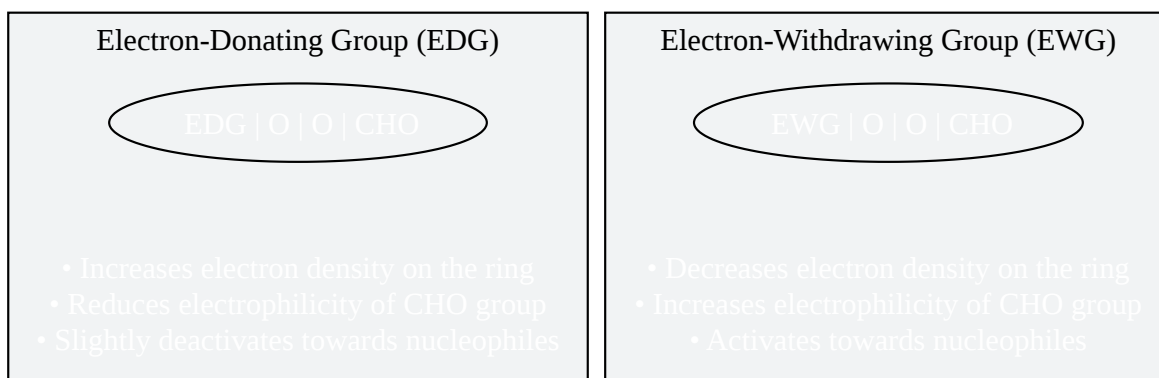 Electron-Donating Group (EDG)
EDG | O | O | CHO
• Increases electron density on the ring
• Reduces electrophilicity of CHO group
• Slightly deactivates towards nucleophiles
Electron-Withdrawing Group (EWG)
EWG | O | O | CHO
• Decreases electron density on the ring
• Increases electrophilicity of CHO group
• Activates towards nucleophiles